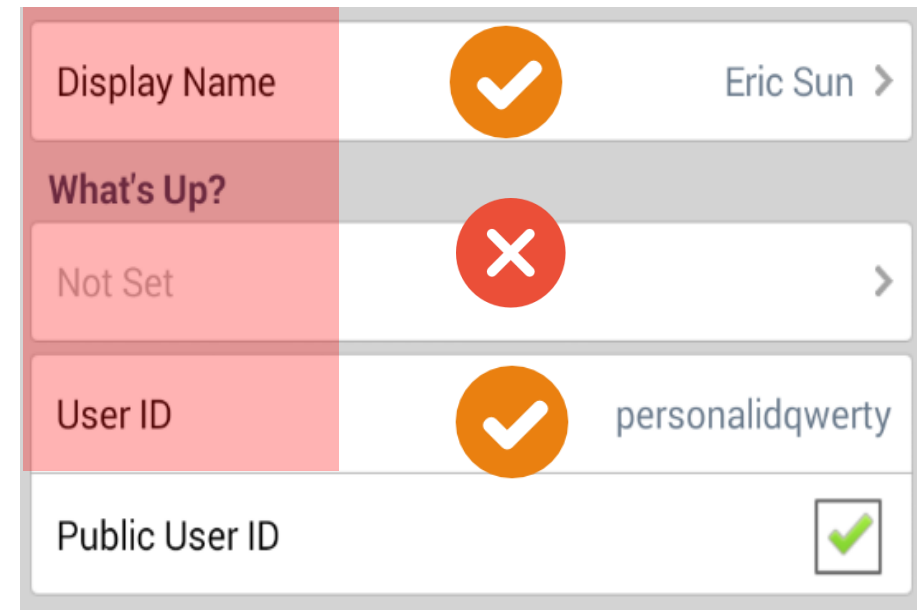 Display Name Eric Sun
What's Up?
Not Set
User ID personalidqwerty
Public User ID